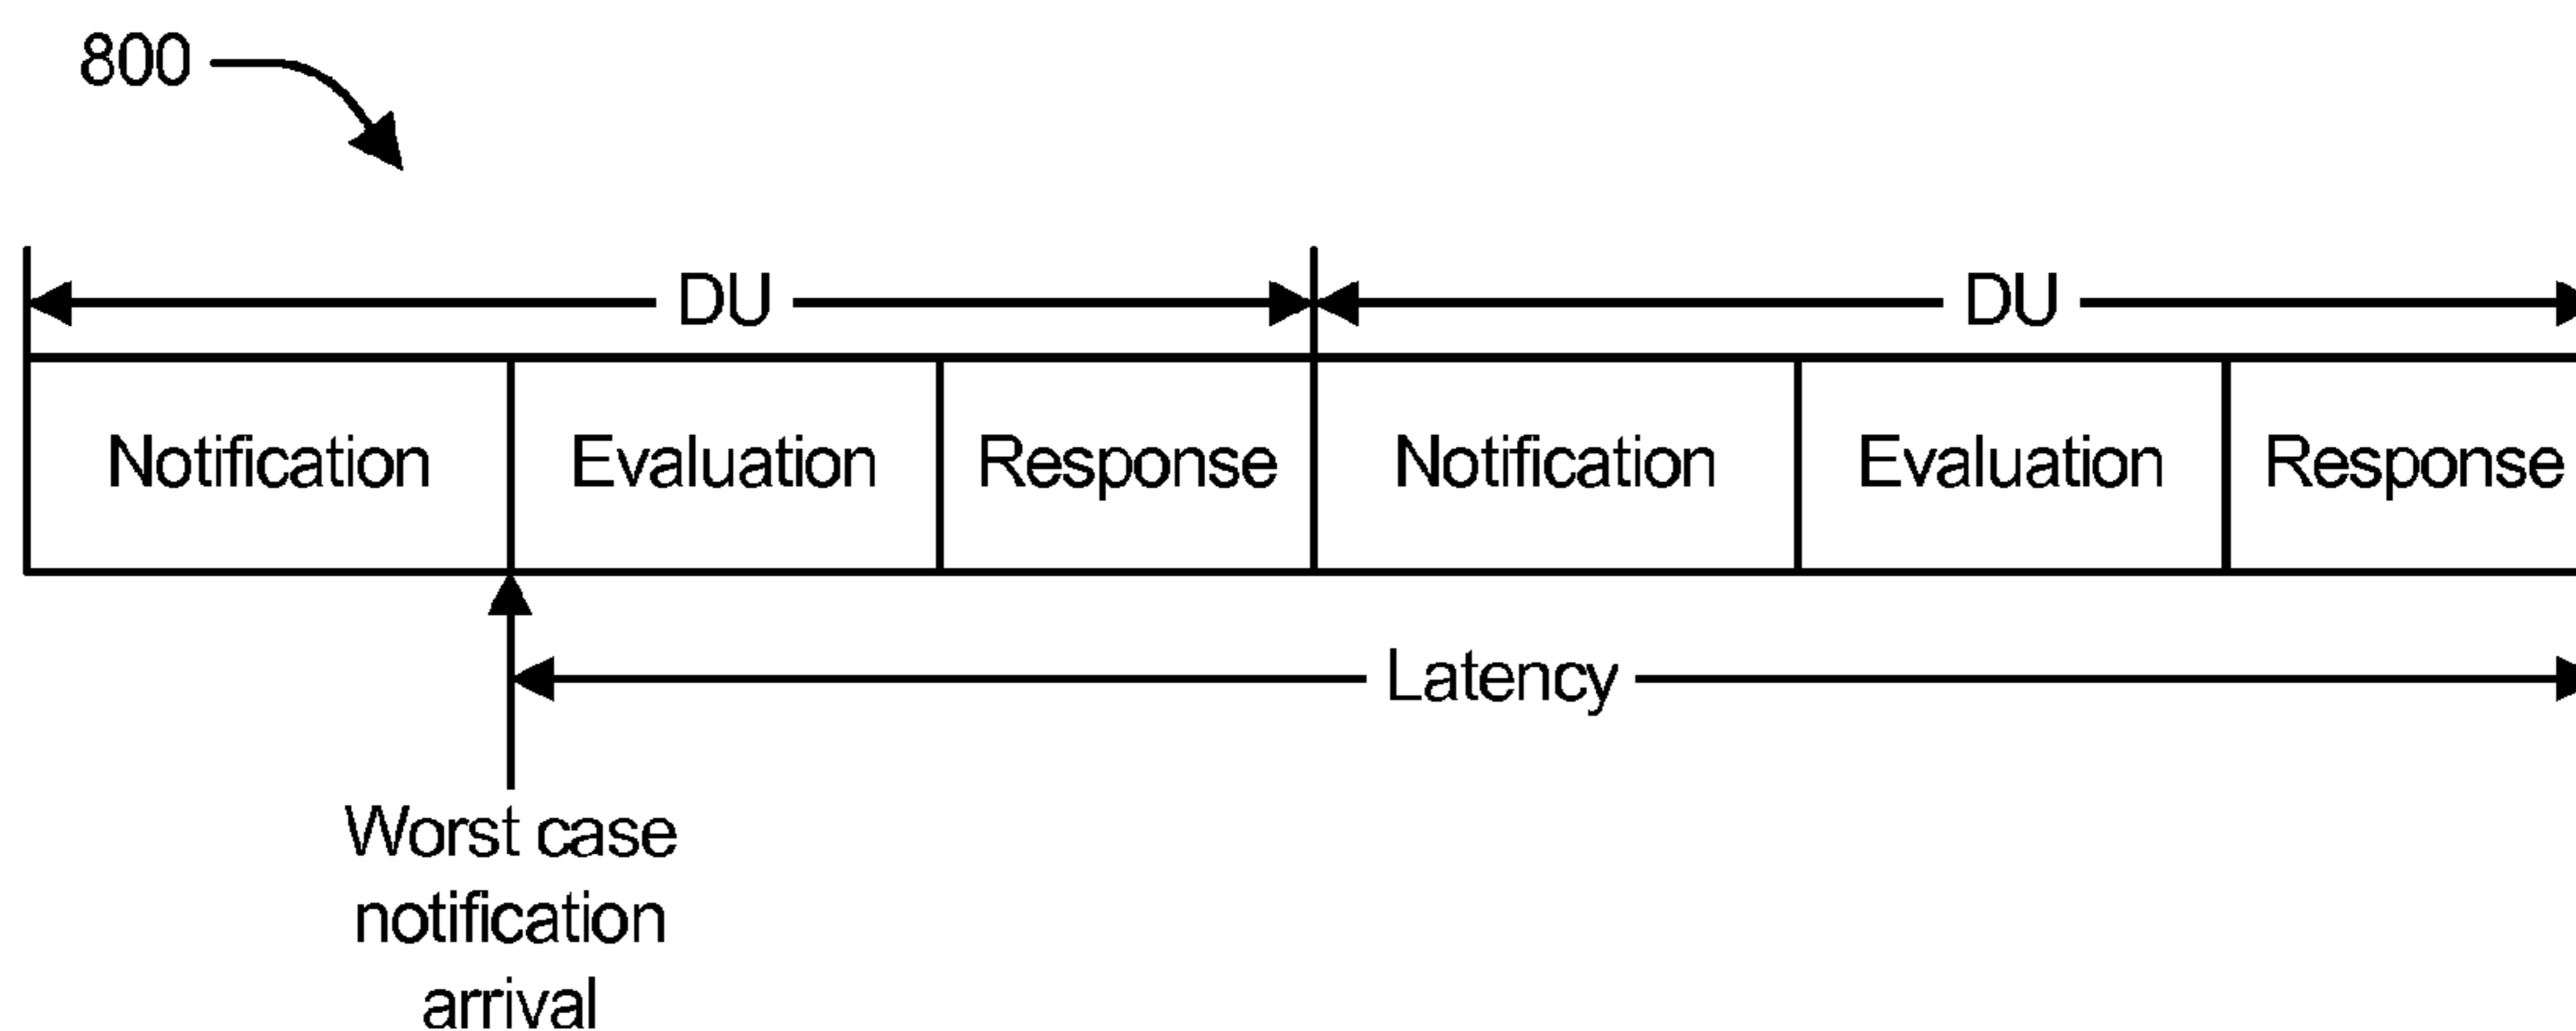 800
DU DU
Notification Evaluation Response Notification Evaluation Response
Latency
Worst case
notification
arrival